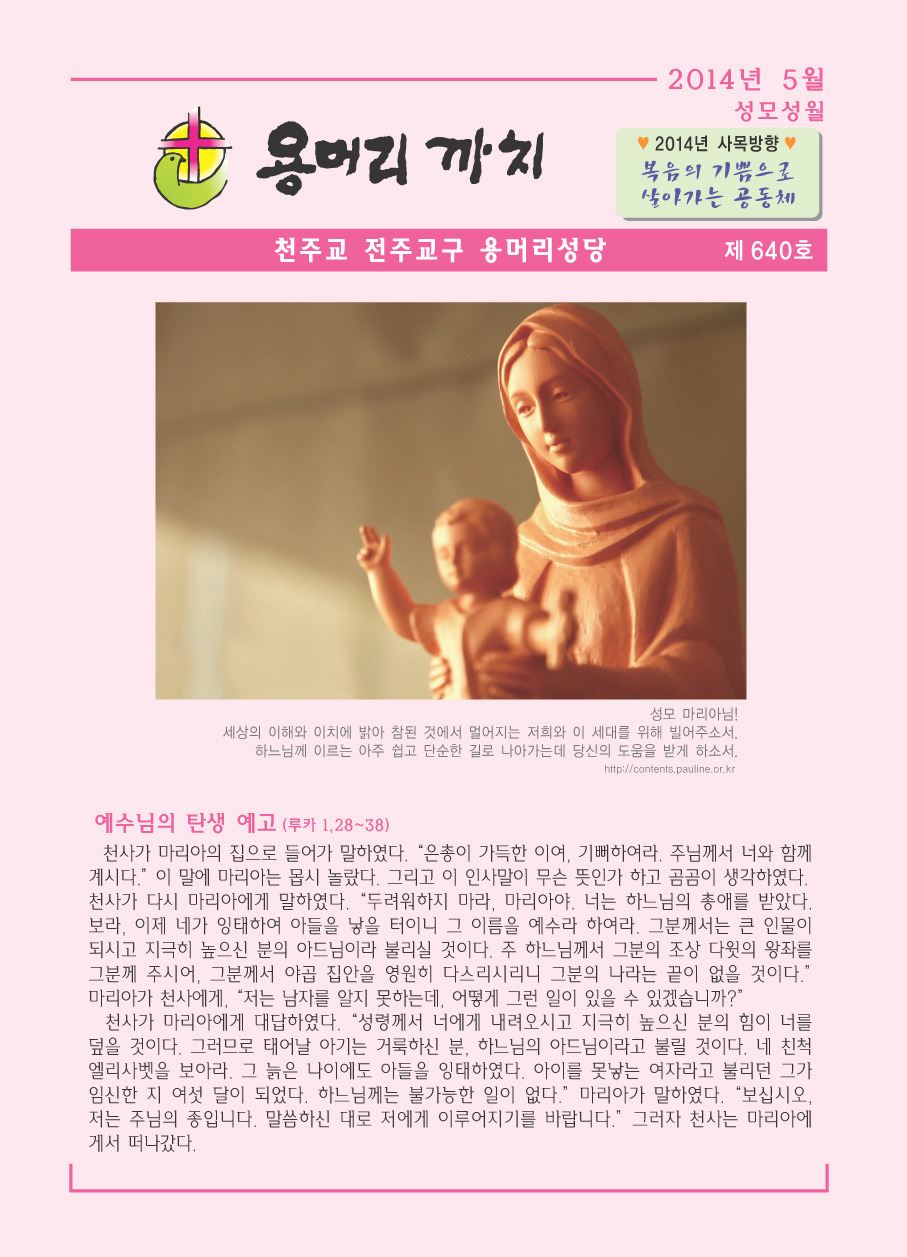 2014년 5월
성모성월
용머리 까치
♥ 2014년 사목방향 ♥
복음의 기쁨으로
살아가는 공동체
천주교 전주교구 용머리성당 제 640호
성모 마리아님!
세상의 이해와 이치에 밝아 참된 것에서 멀어지는 저희와 이 세대를 위해 빌어주소서.
하느님께 이르는 아주 쉽고 단순한 길로 나아가는데 당신의 도움을 받게 하소서.
http://contents.pauline.or.kr
예수님의 탄생 예고 (루카 1,28~38)
천사가 마리아의 집으로 들어가 말하였다. “은총이 가득한 이여, 기뻐하여라. 주님께서 너와 함께
계시다.” 이 말에 마리아는 몹시 놀랐다. 그리고 이 인사말이 무슨 뜻인가 하고 곰곰이 생각하였다.
천사가 다시 마리아에게 말하였다. “두려워하지 마라, 마리아야. 너는 하느님의 총애를 받았다.
보라, 이제 네가 잉태하여 아들을 낳을 터이니 그 이름을 예수라 하여라. 그분께서는 큰 인물이
되시고 지극히 높으신 분의 아드님이라 불리실 것이다. 주 하느님께서 그분의 조상 다윗의 왕좌를
그분께 주시어, 그분께서 야곱 집안을 영원히 다스리시리니 그분의 나라는 끝이 없을 것이다.”
마리아가 천사에게, “저는 남자를 알지 못하는데, 어떻게 그런 일이 있을 수 있겠습니까?”
천사가 마리아에게 대답하였다. “성령께서 너에게 내려오시고 지극히 높으신 분의 힘이 너를
덮을 것이다. 그러므로 태어날 아기는 거룩하신 분, 하느님의 아드님이라고 불릴 것이다. 네 친척
엘리사벳을 보아라. 그 늙은 나이에도 아들을 잉태하였다. 아이를 못낳는 여자라고 불리던 그가
임신한 지 여섯 달이 되었다. 하느님께는 불가능한 일이 없다.” 마리아가 말하였다. “보십시오,
저는 주님의 종입니다. 말씀하신 대로 저에게 이루어지기를 바랍니다.” 그러자 천사는 마리아에
게서 떠나갔다.